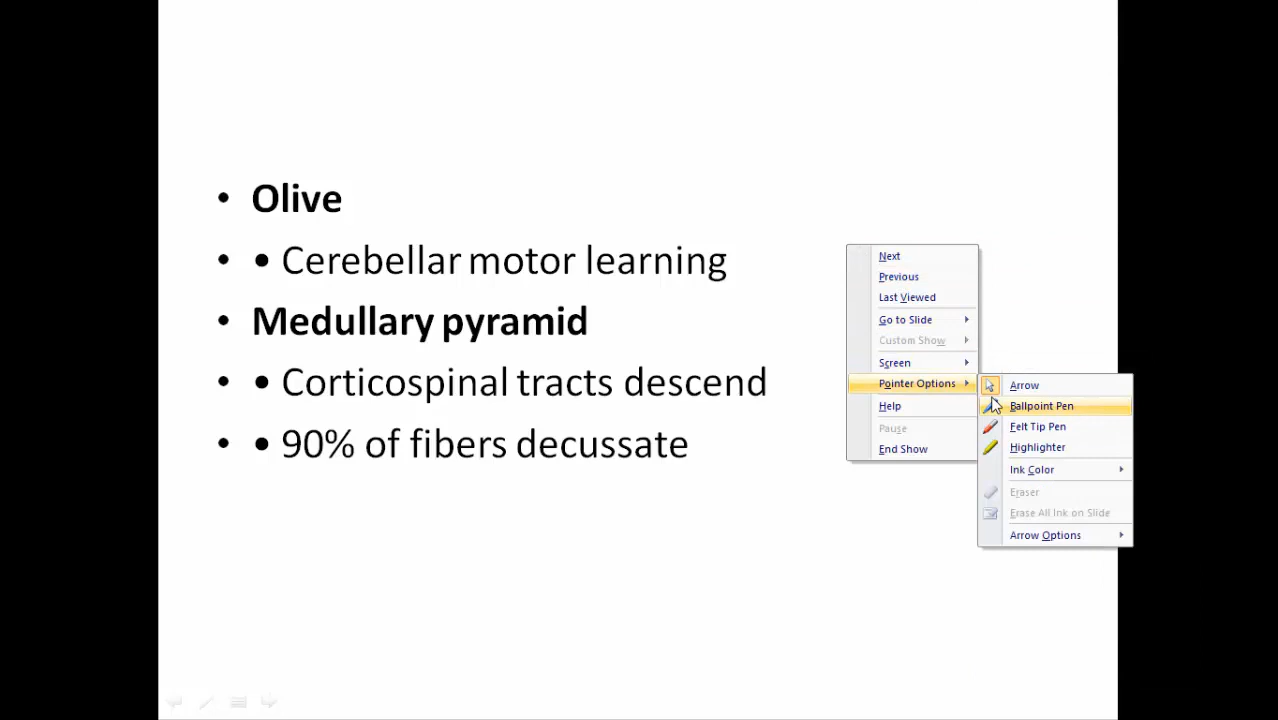 • Olive
• • Cerebellar motor learning
• Medullary pyramid
• • Corticospinal tracts descend
• • 90% of fibers decussate
Next
Previous
Last Viewed
Go to Slide
Custom Show
Screen
Pointer Options
Help
Pause
End Show
Arrow
Ballpoint Pen
Felt Tip Pen
Highlighter
Ink Color
Eraser
Erase All Ink on Slide
Arrow Options